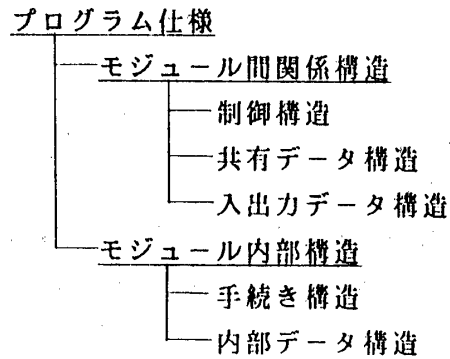 プログラム仕様
モジュール間関係構造
制御構造
共有データ構造
入出力データ構造
モジュール内部構造
手続き構造
内部データ構造